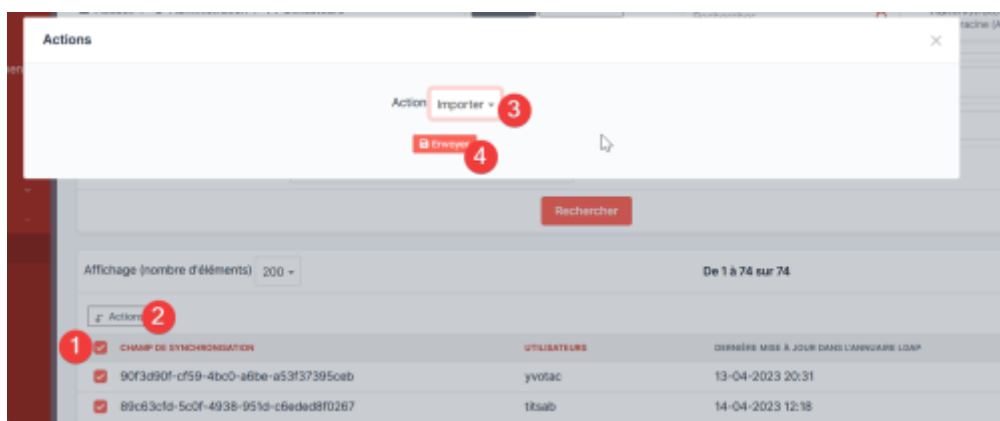 Actions
Action Importer
3
Envoyer
4
Rechercher
Affichage (nombre d'éléments) 200
De 1 à 74 sur 74
Actions
2
1
CHAMP DE SYNCHRONISATION UTILISATEURS DERNIÈRE MISE À JOUR DANS L'ANNUAIRE LDAP
90f3d90f-cf59-4bc0-a6be-a53f37395ceb yvotac 13-04-2023 20:31
89c63cfd-5c0f-4938-951d-c6eded8f0267 titsab 14-04-2023 12:18